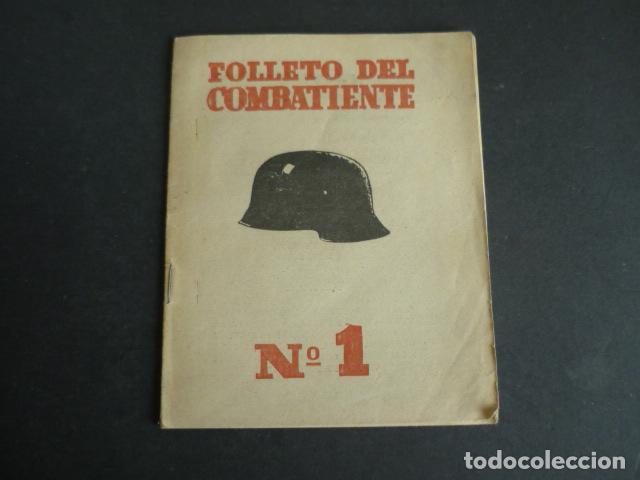 FOLLETO DEL
COMBATIENTE
Nº 1
todocoleccion